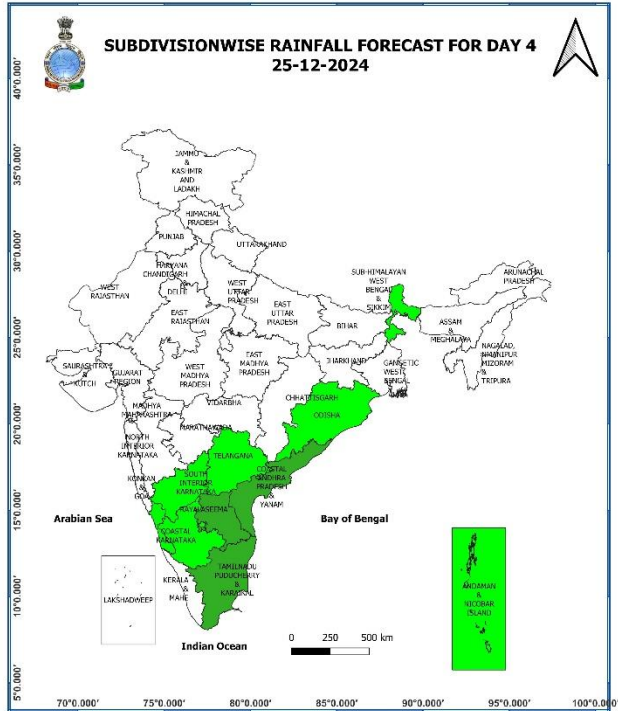 SUBDIVISIONWISE RAINFALL FORECAST FOR DAY 4
25-12-2024
40°0.000'
35°0.000'
30°0.000'
25°0.000'
20°0.000'
15°0.000'
10°0.000'
5°0.000'
JAMMO
&
KASHMIR
AND
LADAKH
HIMACHAL
PRADESH
PUNJAB
UTTARAKHAND
HARYANA
CHANDIGARH
&
DELHI
WEST
RAJASTHAN
WEST
UTTAR
PRADESH
EAST
RAJASTHAN
EAST
UTTAR
PRADESH
SUB-HIMALAYAN
WEST
BENGAL
&
SIKKIM
ARUNACHAL
PRADESH
BIHAR
ASSAM
&
MEGHALAYA
NAGALAD,
MANIPUR
MIZORAM
&
TRIPURA
SAURASHTRA
&
KUTCH
GUJARAT
REGION
WEST
MADHYA
PRADESH
EAST
MADHYA
PRADESH
JHARKHAND
GANGETIC
WEST
BENGAL
MADHYA
MAHARASHTRA
VIDARBHA
CHHATTISGARH
ODISHA
MARATHAWADA
NORTH
INTERIOR
KARNATAKA
TELANGANA
KONKAN
&
GOA
SOUTH
INTERIOR
KARNATAKA
COASTAL
ANDHRA
PRADESH
&
YANAM
RAYALASEEMA
COASTAL
KARNATAKA
Arabian Sea
Bay of Bengal
TAMILNADU
PUDUCHERRY
&
KARAIKAL
KERALA
&
MAHE
LAKSHADWEEP
ANDAMAN
&
NICOBAR
ISLAND
Indian Ocean
0 250 500 km
70°0.000' 75°0.000' 80°0.000' 85°0.000' 90°0.000' 95°0.000' 100°0.000'